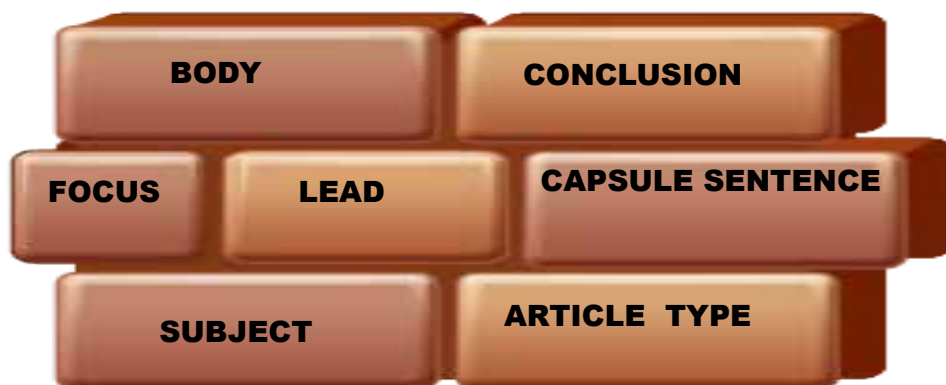 BODY
CONCLUSION
FOCUS
LEAD
CAPSULE SENTENCE
SUBJECT
ARTICLE TYPE